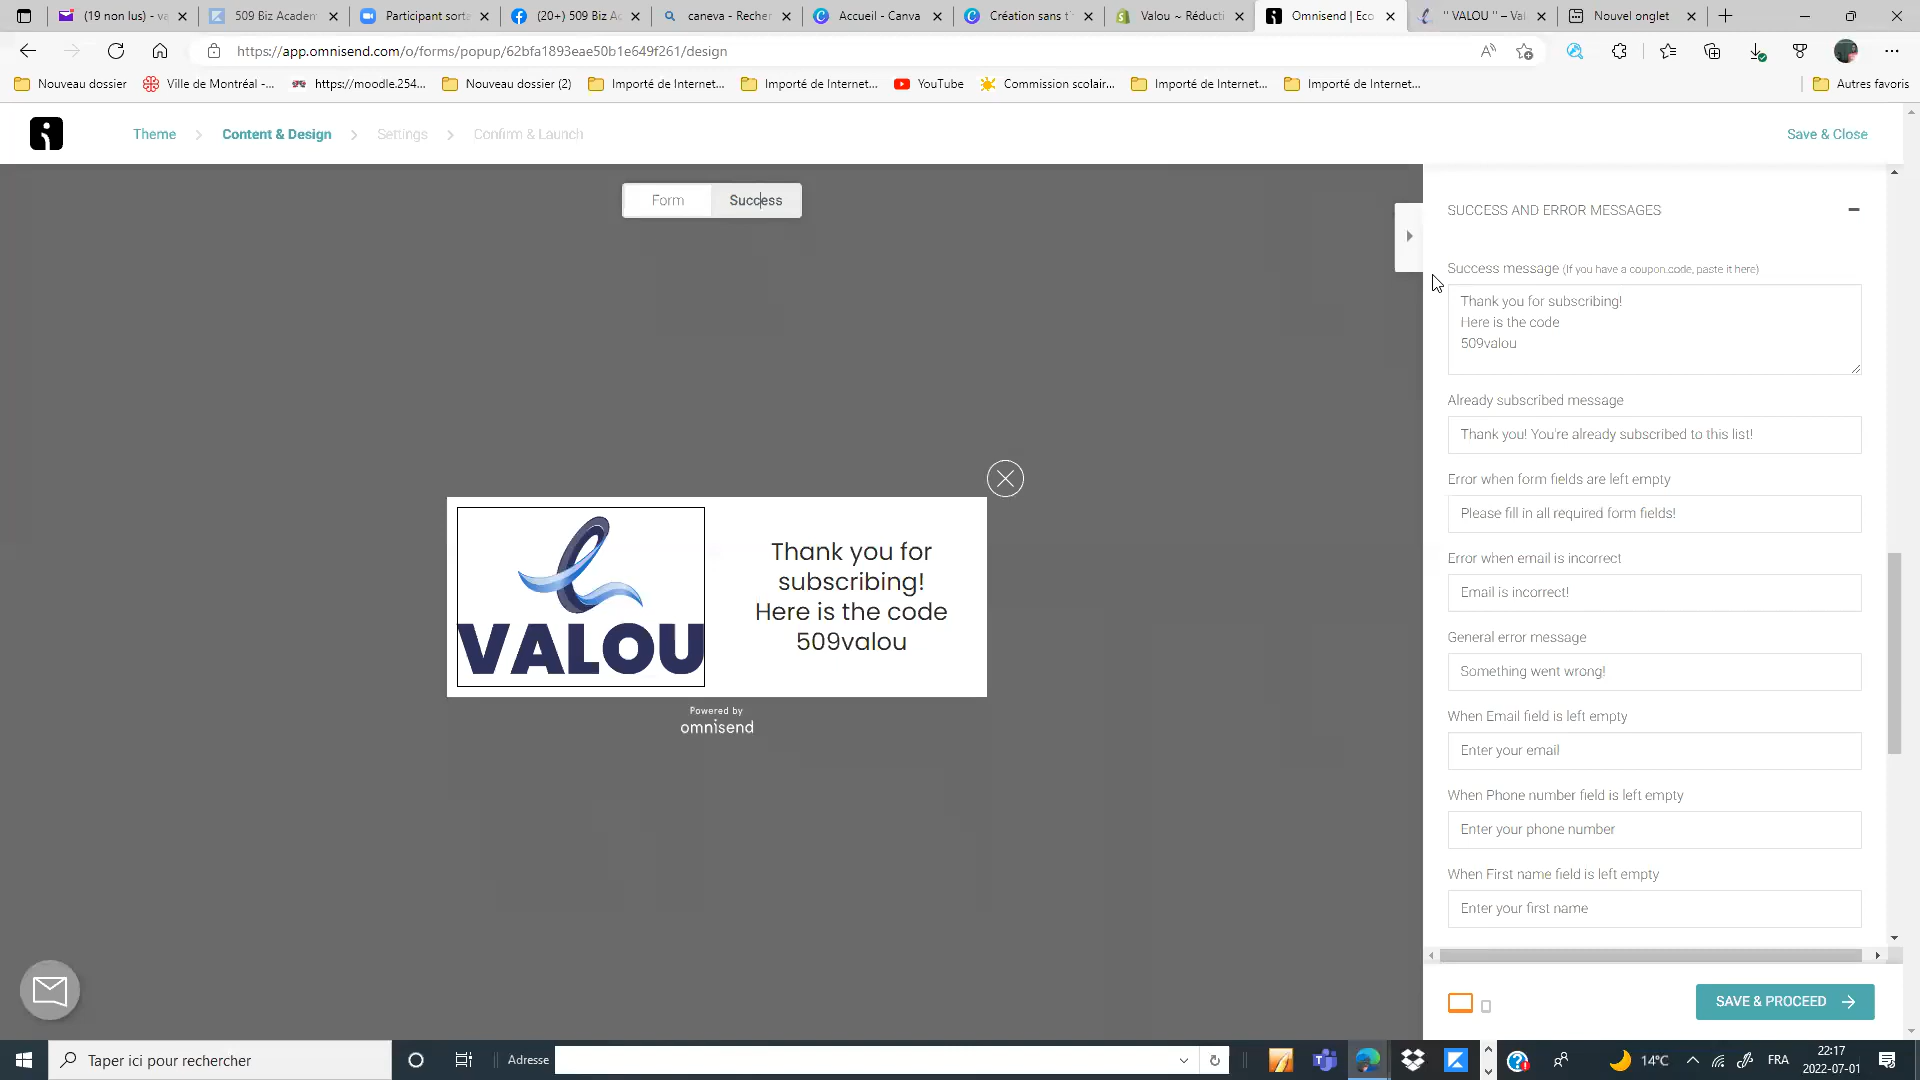 (19 non lus) - va
509 Biz Academ
Participant sorta
(20+) 509 Biz Ac
caneva - Recher
Accueil - Canva
Création sans t
Valou ~ Réducti
Omnisend | Eco
" VALOU " – Val
Nouvel onglet
https://app.omnisend.com/o/forms/popup/62bfa1893eae50b1e649f261/design
Nouveau dossier
Ville de Montréal -...
https://moodle.254...
Nouveau dossier (2)
Importé de Internet...
Importé de Internet...
YouTube
Commission scolair...
Importé de Internet...
Importé de Internet...
Autres favoris
Theme
Content & Design
Settings
Confirm & Launch
Save & Close
Form
Success
VALOU
Thank you for
subscribing!
Here is the code
509valou
Powered by
omnisend
SUCCESS AND ERROR MESSAGES
Success message (If you have a coupon code, paste it here)
Thank you for subscribing!
Here is the code
509valou
Already subscribed message
Thank you! You're already subscribed to this list!
Error when form fields are left empty
Please fill in all required form fields!
Error when email is incorrect
Email is incorrect!
General error message
Something went wrong!
When Email field is left empty
Enter your email
When Phone number field is left empty
Enter your phone number
When First name field is left empty
Enter your first name
SAVE & PROCEED
Taper ici pour rechercher
Adresse
14°C
FRA
22:17
2022-07-01